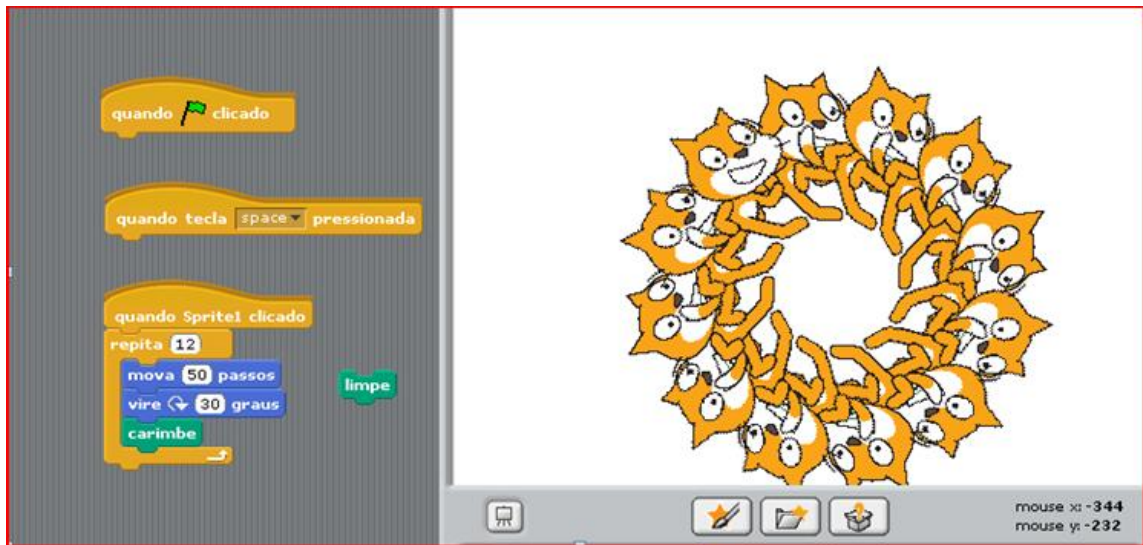 quando clicado
quando tecla space pressionada
quando Sprite1 clicado
repita 12
mova 50 passos
vire 30 graus
carimbe
limpe
mouse x: -344
mouse y: -232